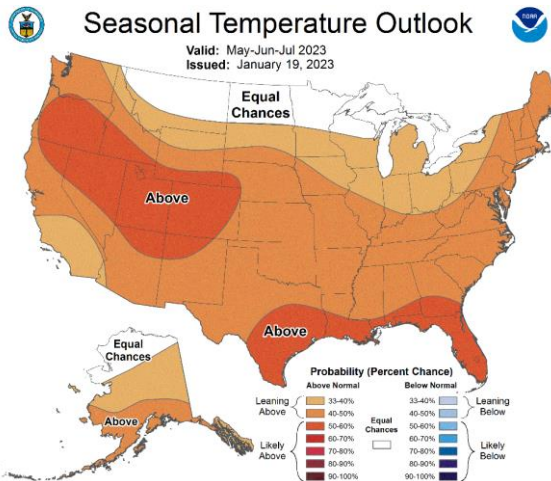 Seasonal Temperature Outlook
NOAA
Valid: May-Jun-Jul 2023
Issued: January 19, 2023
Equal
Chances
Above
Above
Equal
Chances
Above
Probability (Percent Chance)
Above Normal
Below Normal
Leaning
Above
33-40%
40-50%
Likely
Above
50-60%
60-70%
70-80%
80-90%
90-100%
Equal
Chances
33-40%
40-50%
Leaning
Below
50-60%
60-70%
70-80%
80-90%
90-100%
Likely
Below